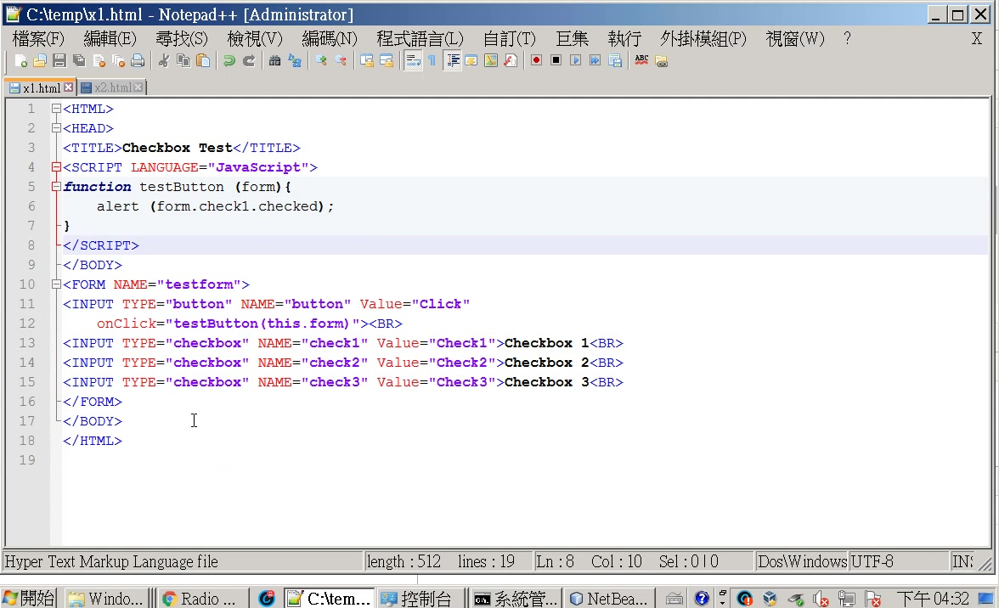 C:\temp\x1.html - Notepad++ [Administrator]
檔案(F) 編輯(E) 尋找(S) 檢視(V) 編碼(N) 程式語言(L) 自訂(T) 巨集 執行 外掛模組(P) 視窗(W) ? X
ABC
x1.html x2.html
1 <HTML>
2 <HEAD>
3 <TITLE>Checkbox Test</TITLE>
4 <SCRIPT LANGUAGE="JavaScript">
5 function testButton (form){
6 alert (form.check1.checked);
7 }
8 </SCRIPT>
9 </BODY>
10 <FORM NAME="testform">
11 <INPUT TYPE="button" NAME="button" Value="Click"
12 onClick="testButton(this.form)"><BR>
13 <INPUT TYPE="checkbox" NAME="check1" Value="Check1">Checkbox 1<BR>
14 <INPUT TYPE="checkbox" NAME="check2" Value="Check2">Checkbox 2<BR>
15 <INPUT TYPE="checkbox" NAME="check3" Value="Check3">Checkbox 3<BR>
16 </FORM>
17 </BODY>
18 </HTML>
19
Hyper Text Markup Language file length : 512 lines : 19 Ln : 8 Col : 10 Sel : 0 | 0 Dos\Windows UTF-8 IN
開始 Windo... Radio ... C:\tem... 控制台 系統管... NetBea... 下午 04:32